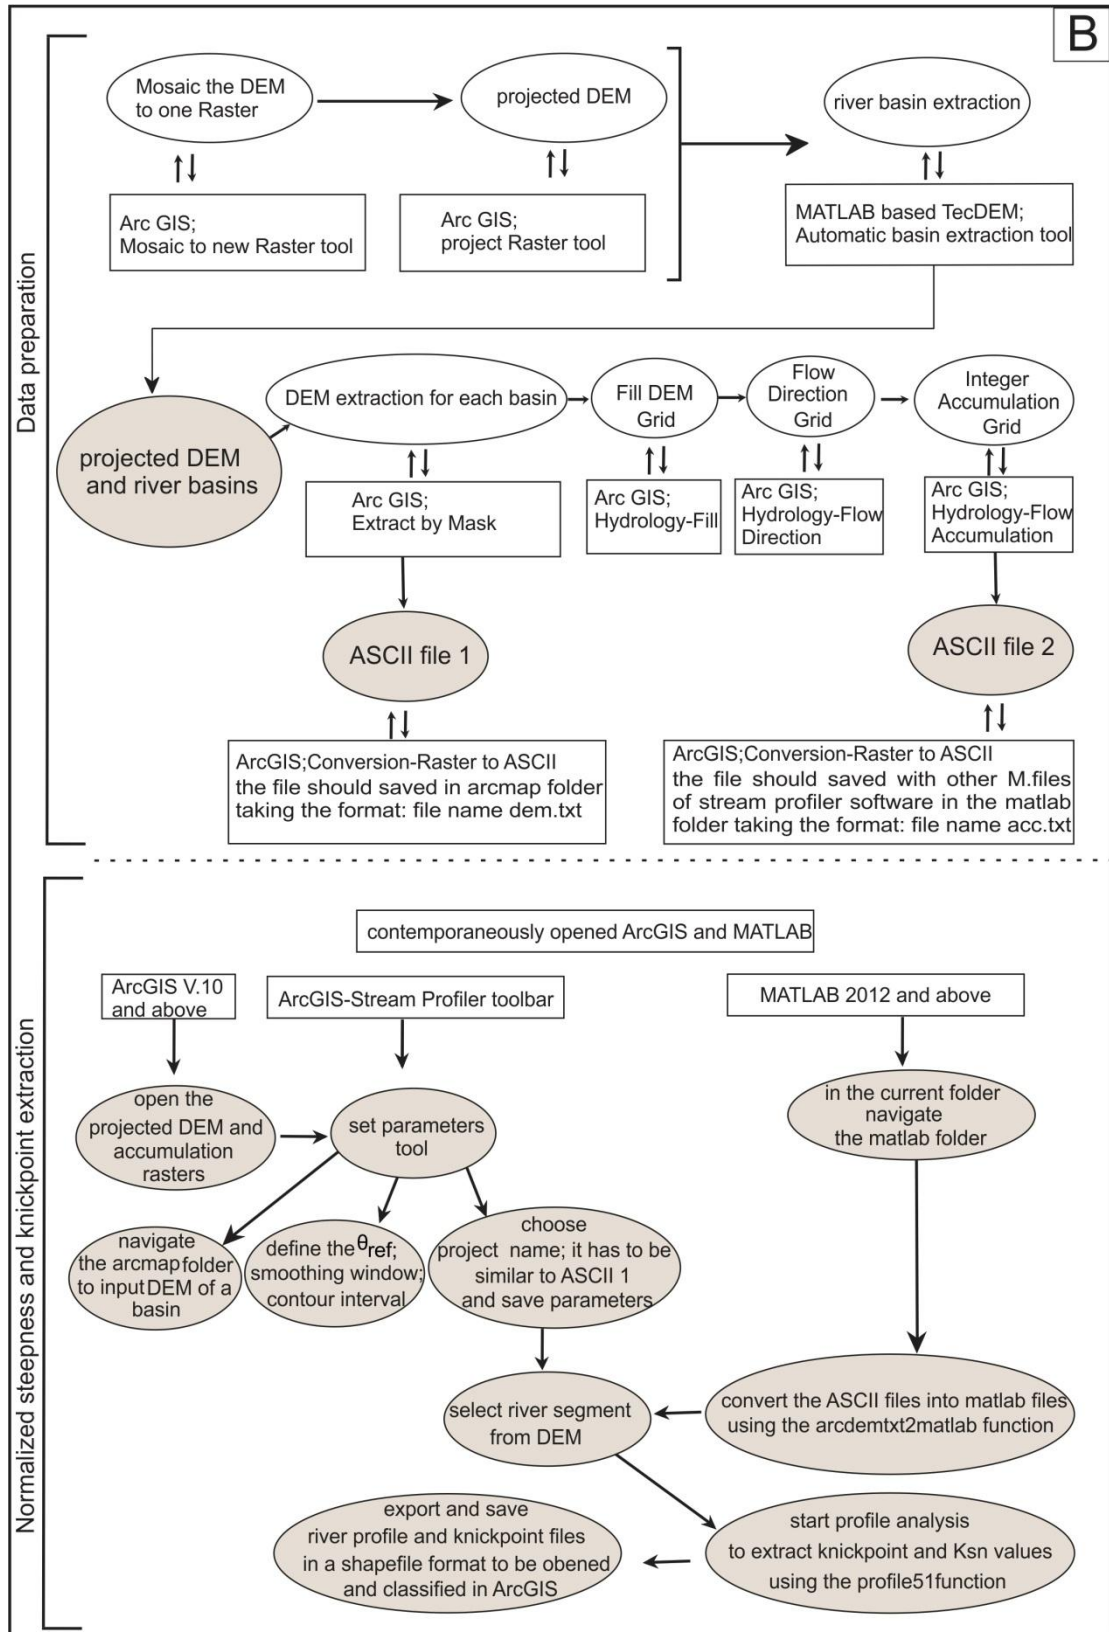 B
Data preparation
Mosaic the DEM
to one Raster
projected DEM
river basin extraction
Arc GIS;
Mosaic to new Raster tool
Arc GIS;
project Raster tool
MATLAB based TecDEM;
Automatic basin extraction tool
projected DEM
and river basins
DEM extraction for each basin
Fill DEM
Grid
Flow
Direction
Grid
Integer
Accumulation
Grid
Arc GIS;
Extract by Mask
Arc GIS;
Hydrology-Fill
Arc GIS;
Hydrology-Flow
Direction
Arc GIS;
Hydrology-Flow
Accumulation
ASCII file 1
ASCII file 2
ArcGIS;Conversion-Raster to ASCII
the file should saved in arcmap folder
taking the format: file name dem.txt
ArcGIS;Conversion-Raster to ASCII
the file should saved with other M.files
of stream profiler software in the matlab
folder taking the format: file name acc.txt
Normalized steepness and knickpoint extraction
contemporaneously opened ArcGIS and MATLAB
ArcGIS V.10
and above
ArcGIS-Stream Profiler toolbar
MATLAB 2012 and above
open the
projected DEM and
accumulation
rasters
set parameters
tool
in the current folder
navigate
the matlab folder
navigate
the arcmap folder
to input DEM of a
basin
define the θref;
smoothing window;
contour interval
choose
project name; it has to be
similar to ASCII 1
and save parameters
select river segment
from DEM
convert the ASCII files into matlab files
using the arcdemtxt2matlab function
export and save
river profile and knickpoint files
in a shapefile format to be obened
and classified in ArcGIS
start profile analysis
to extract knickpoint and Ksn values
using the profile51function